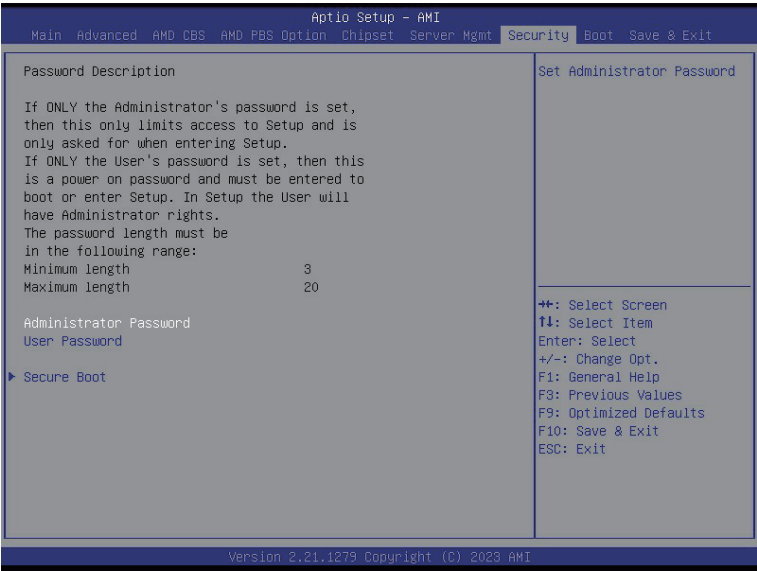 Aptio Setup – AMI
Main Advanced AMD CBS AMD PBS Option Chipset Server Mgmt Security Boot Save & Exit
Password Description
If ONLY the Administrator's password is set,
then this only limits access to Setup and is
only asked for when entering Setup.
If ONLY the User's password is set, then this
is a power on password and must be entered to
boot or enter Setup. In Setup the User will
have Administrator rights.
The password length must be
in the following range:
Minimum length 3
Maximum length 20
Administrator Password
User Password
Secure Boot
Set Administrator Password
→←: Select Screen
↑↓: Select Item
Enter: Select
+/-: Change Opt.
F1: General Help
F3: Previous Values
F9: Optimized Defaults
F10: Save & Exit
ESC: Exit
Version 2.21.1279 Copyright (C) 2023 AMI